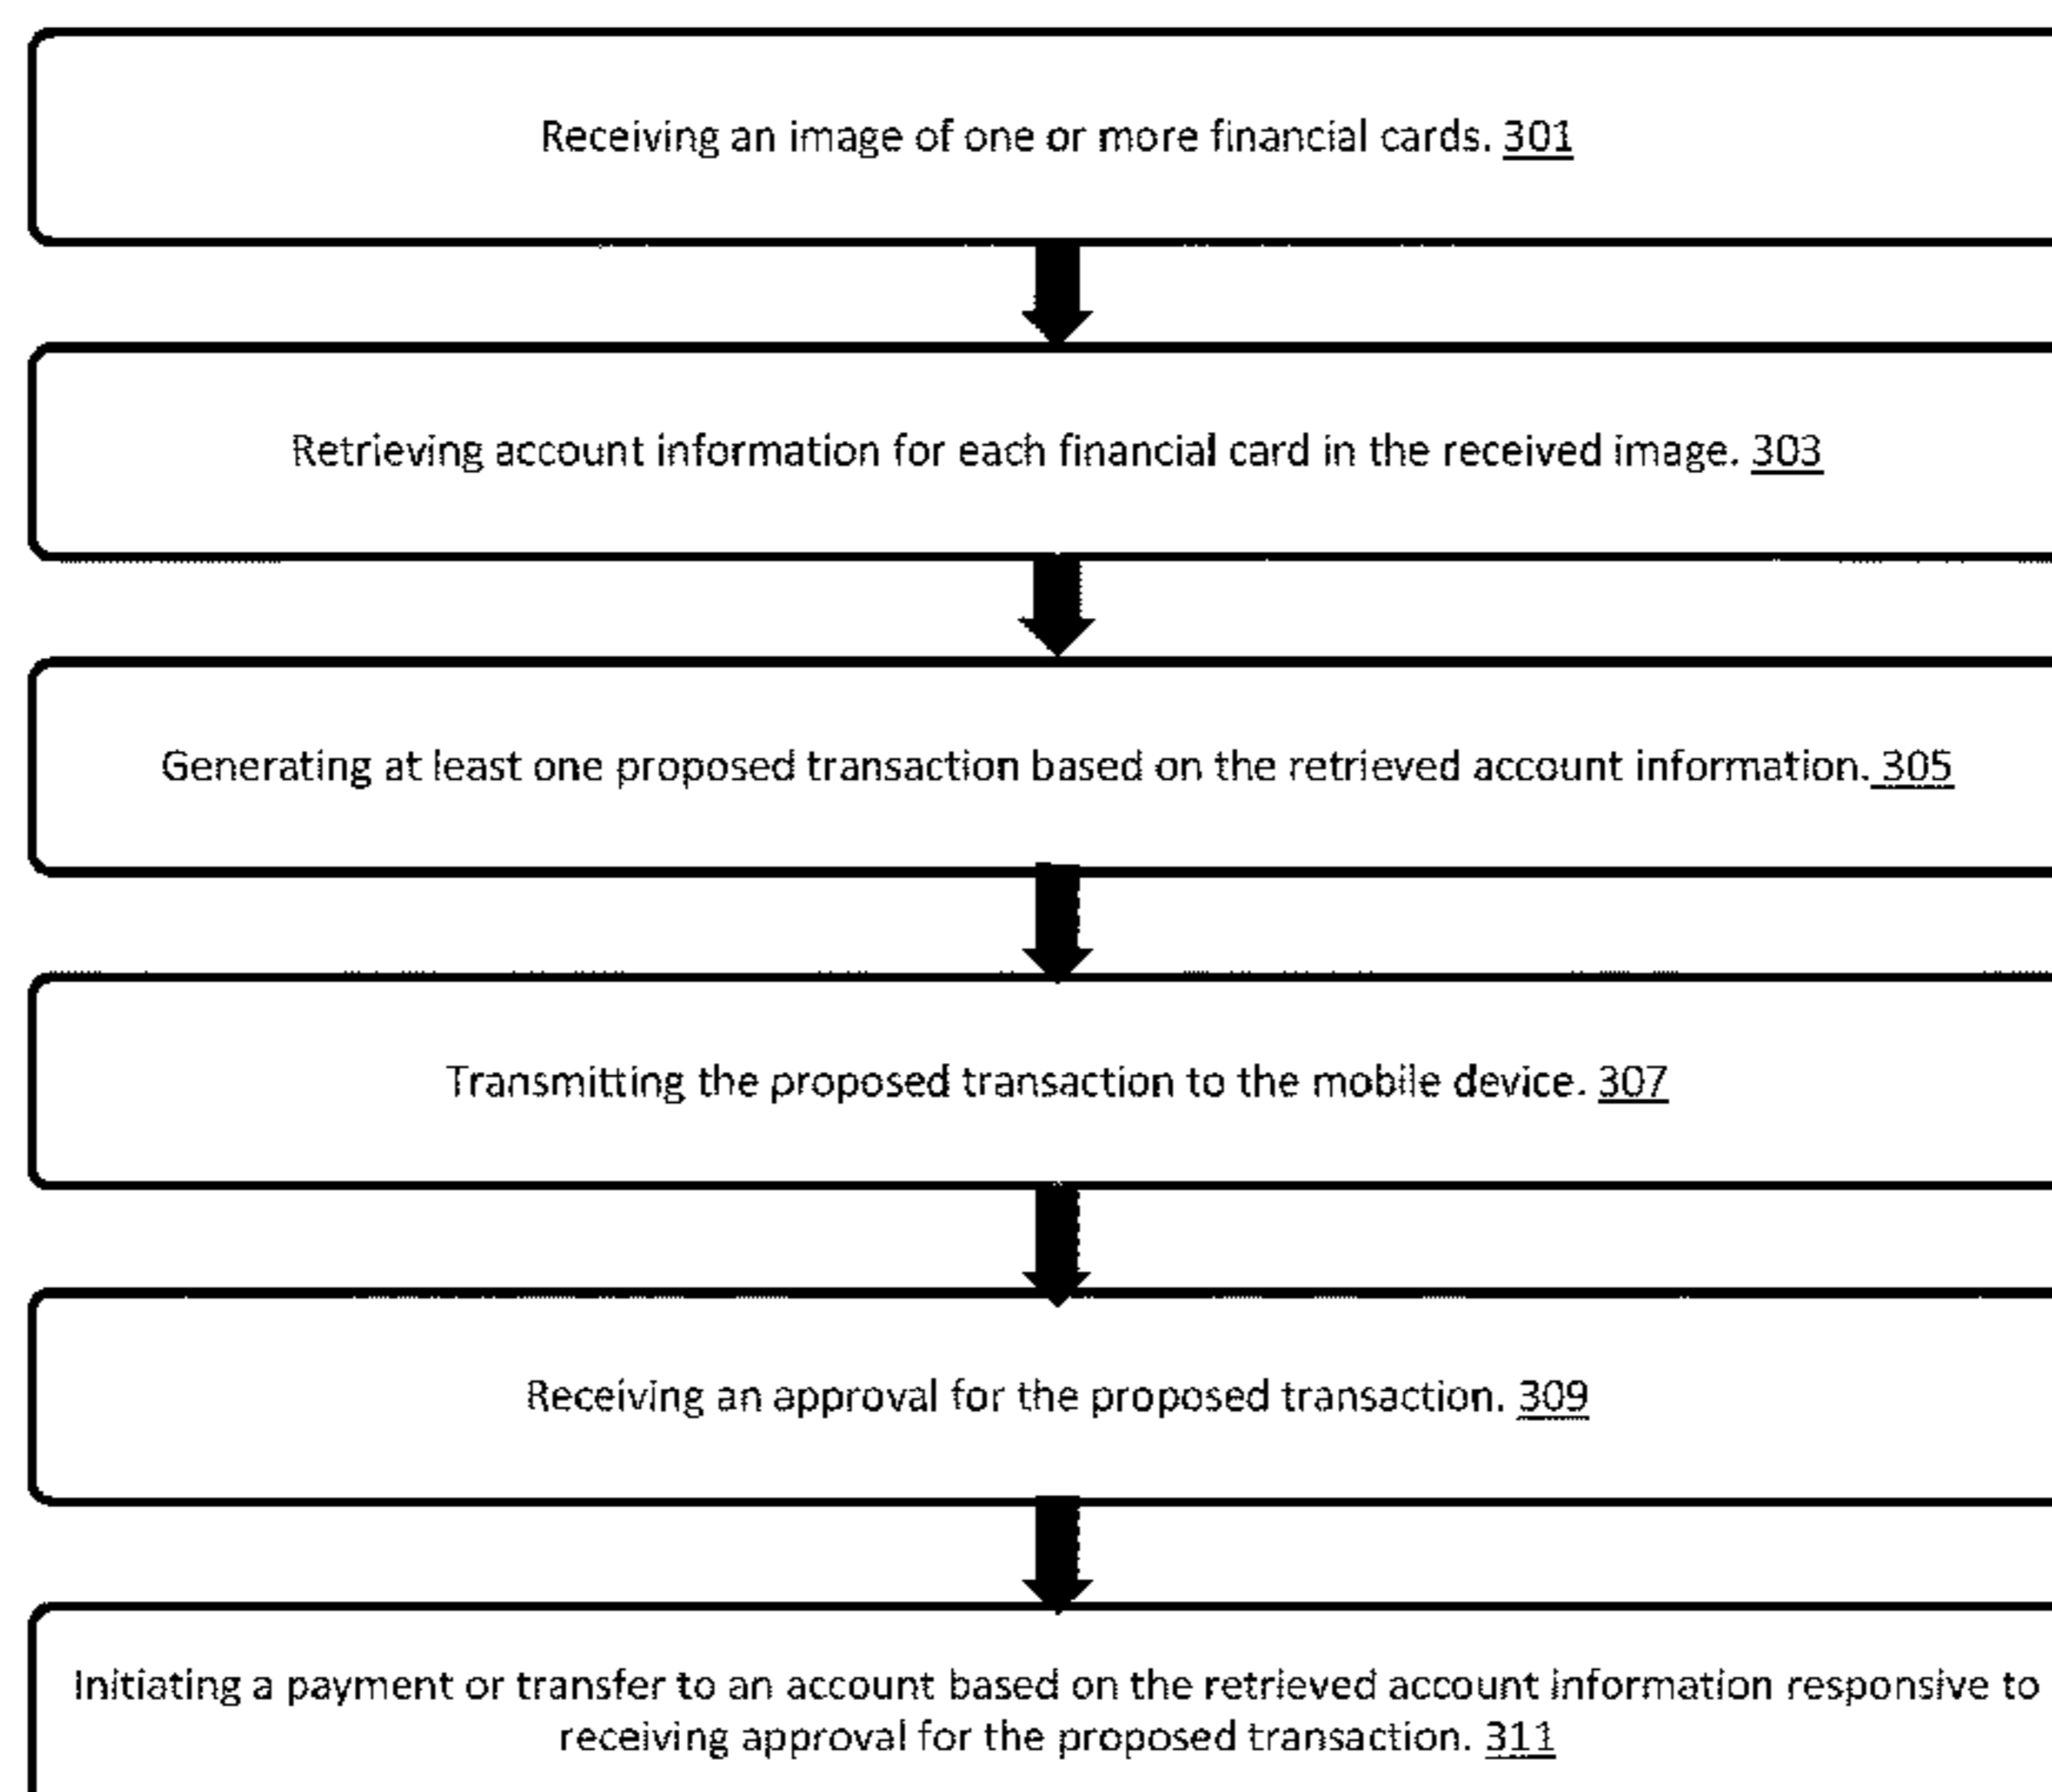 Receiving an image of one or more financial cards. 301
Retrieving account information for each financial card in the received image. 303
Generating at least one proposed transaction based on the retrieved account information. 305
Transmitting the proposed transaction to the mobile device. 307
Receiving an approval for the proposed transaction. 309
Initiating a payment or transfer to an account based on the retrieved account information responsive to
receiving approval for the proposed transaction. 311